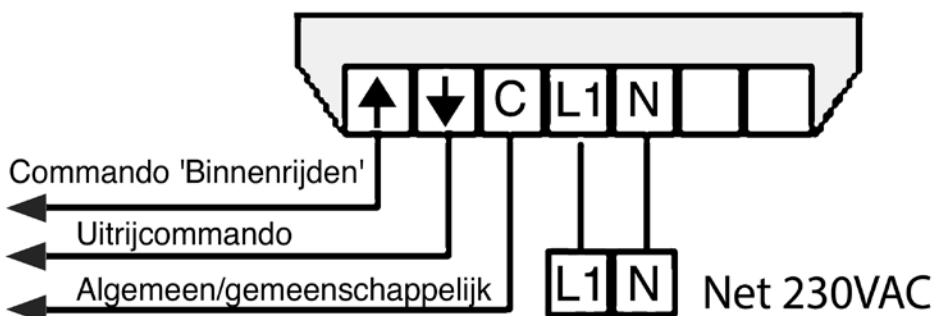 ↑ ↓ C L1 N
Commando 'Binnenrijden'
Uitrijcommando
Algemeen/gemeenschappelijk
L1 N Net 230VAC